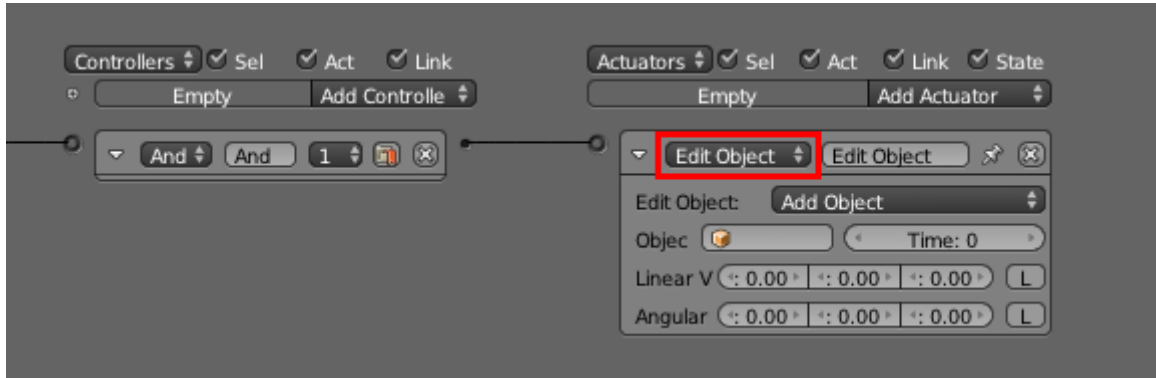 Controllers Sel Act Link Actuators Sel Act Link State
Empty Add Controlle Empty Add Actuator
And And 1 Edit Object Edit Object
Edit Object: Add Object
Objec Time: 0
Linear V : 0.00 : 0.00 : 0.00 L
Angular : 0.00 : 0.00 : 0.00 L